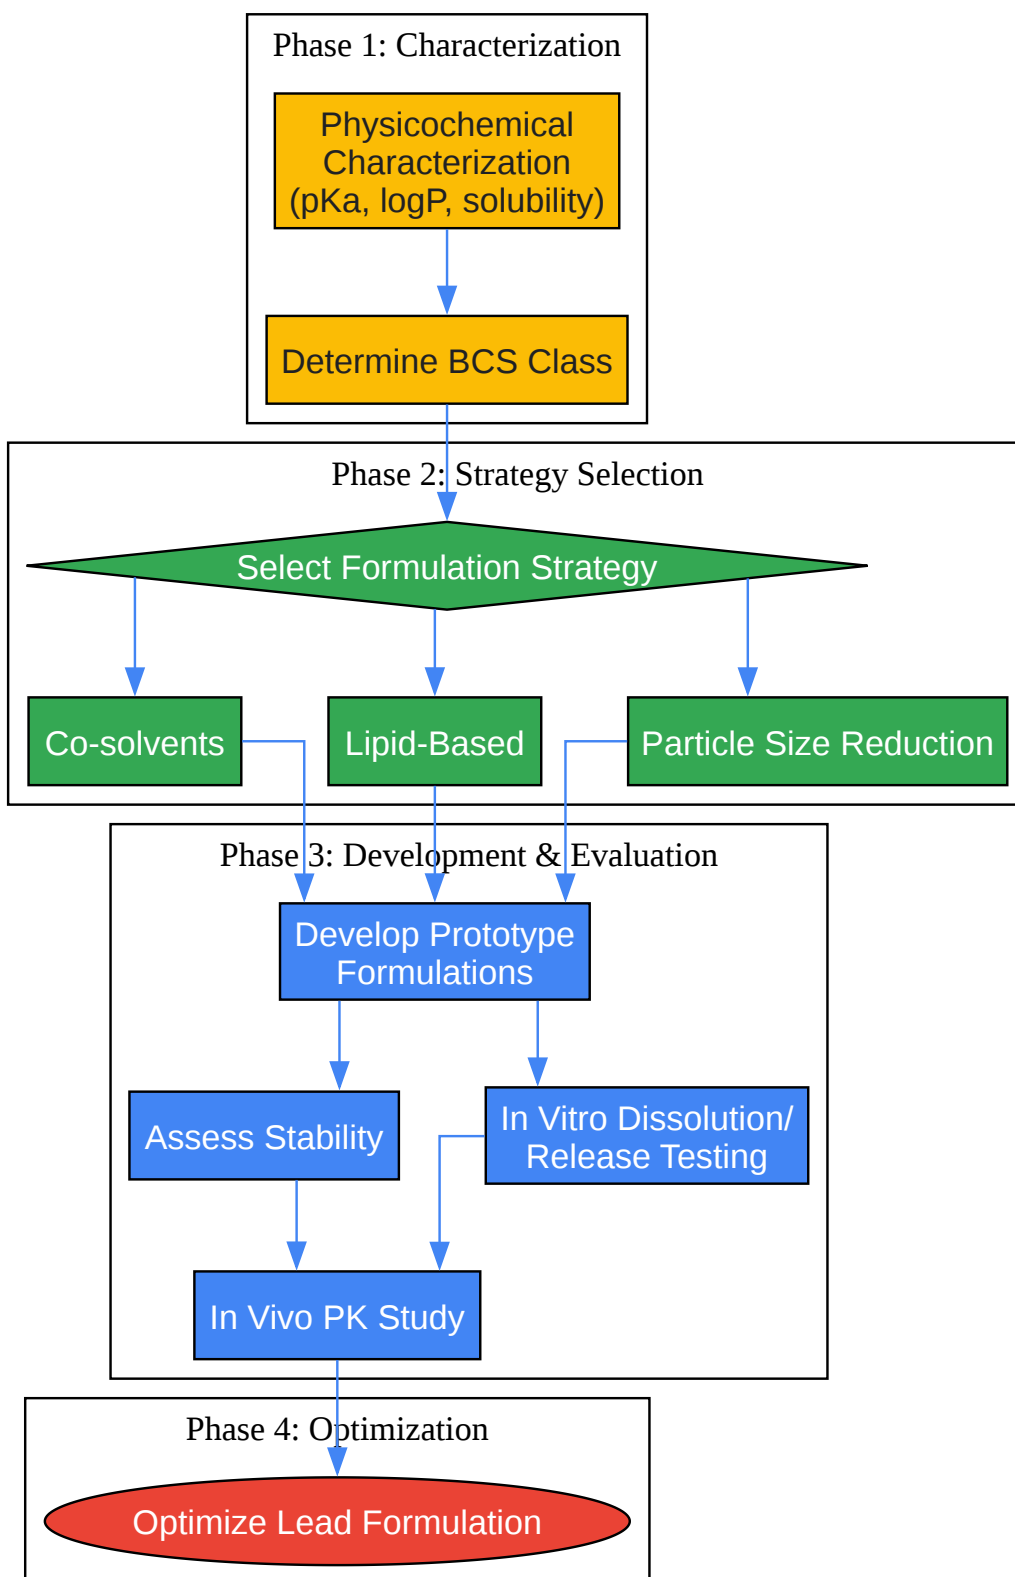 Phase 1: Characterization
Physicochemical
Characterization
(pKa, logP, solubility)
Determine BCS Class
Phase 2: Strategy Selection
Select Formulation Strategy
Co-solvents
Lipid-Based
Particle Size Reduction
Phase 3: Development & Evaluation
Develop Prototype
Formulations
Assess Stability
In Vitro Dissolution/
Release Testing
In Vivo PK Study
Phase 4: Optimization
Optimize Lead Formulation